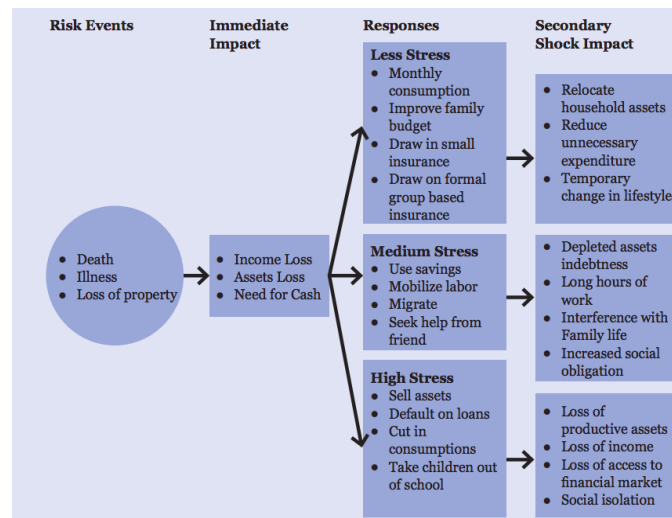 Risk Events
Immediate
Impact
Responses
Secondary
Shock Impact
● Death
● Illness
● Loss of property
● Income Loss
● Assets Loss
● Need for Cash
Less Stress
● Monthly
consumption
● Improve family
budget
● Draw in small
insurance
● Draw on formal
group based
insurance
● Relocate
household assets
● Reduce
unnecessary
expenditure
● Temporary
change in lifestyle
Medium Stress
● Use savings
● Mobilize labor
● Migrate
● Seek help from
friend
● Depleted assets
indebtness
● Long hours of
work
● Interference with
Family life
● Increased social
obligation
High Stress
● Sell assets
● Default on loans
● Cut in
consumptions
● Take children out
of school
● Loss of
productive assets
● Loss of income
● Loss of access to
financial market
● Social isolation